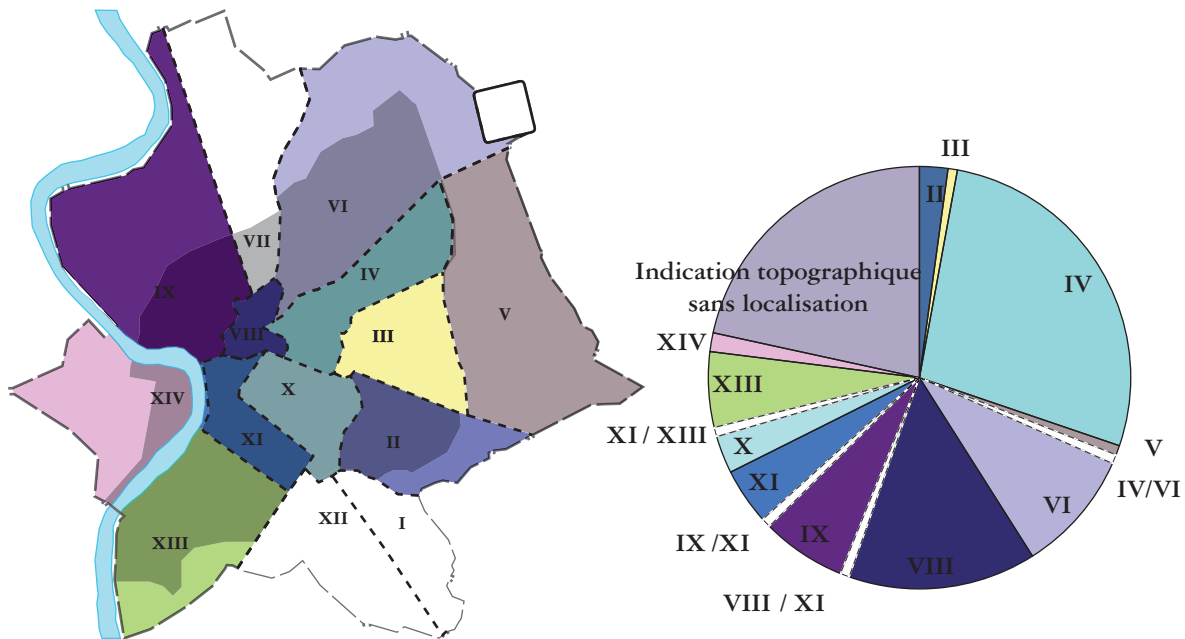 VI
VII
IV
IX
V
VIII
III
X
XIV
XI
II
XII
I
XIII
III
II
IV
Indication topographique
sans localisation
XIV
XIII
XI / XIII
X
V
XI
IV/VI
VI
IX /XI
IX
VIII
VIII / XI